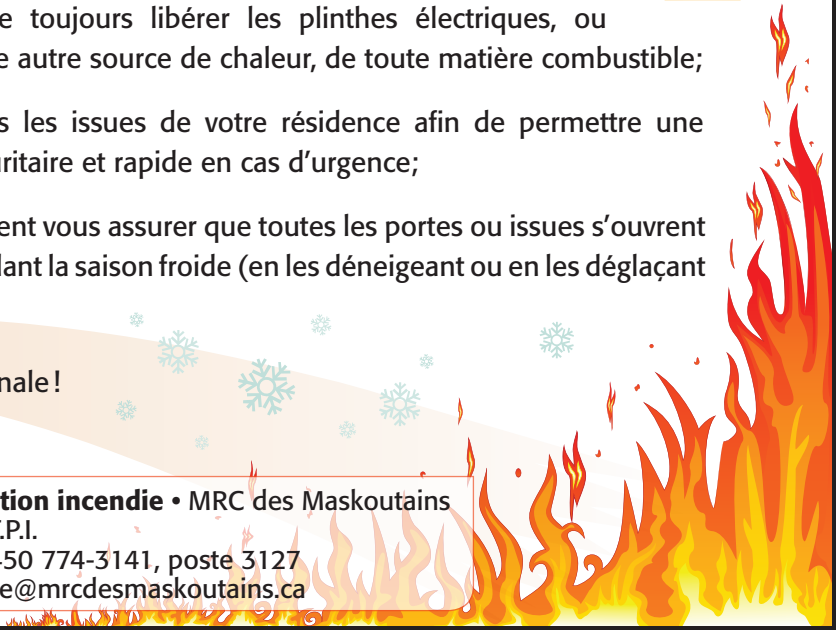 e toujours libérer les plinthes électriques, ou
e autre source de chaleur, de toute matière combustible;
s les issues de votre résidence afin de permettre une
uritaire et rapide en cas d’urgence;
ent vous assurer que toutes les portes ou issues s’ouvrent
dant la saison froide (en les déneigeant ou en les déglaçant
nale !
tion incendie • MRC des Maskoutains
.P.I.
50 774-3141, poste 3127
e@mrcdesmaskoutains.ca